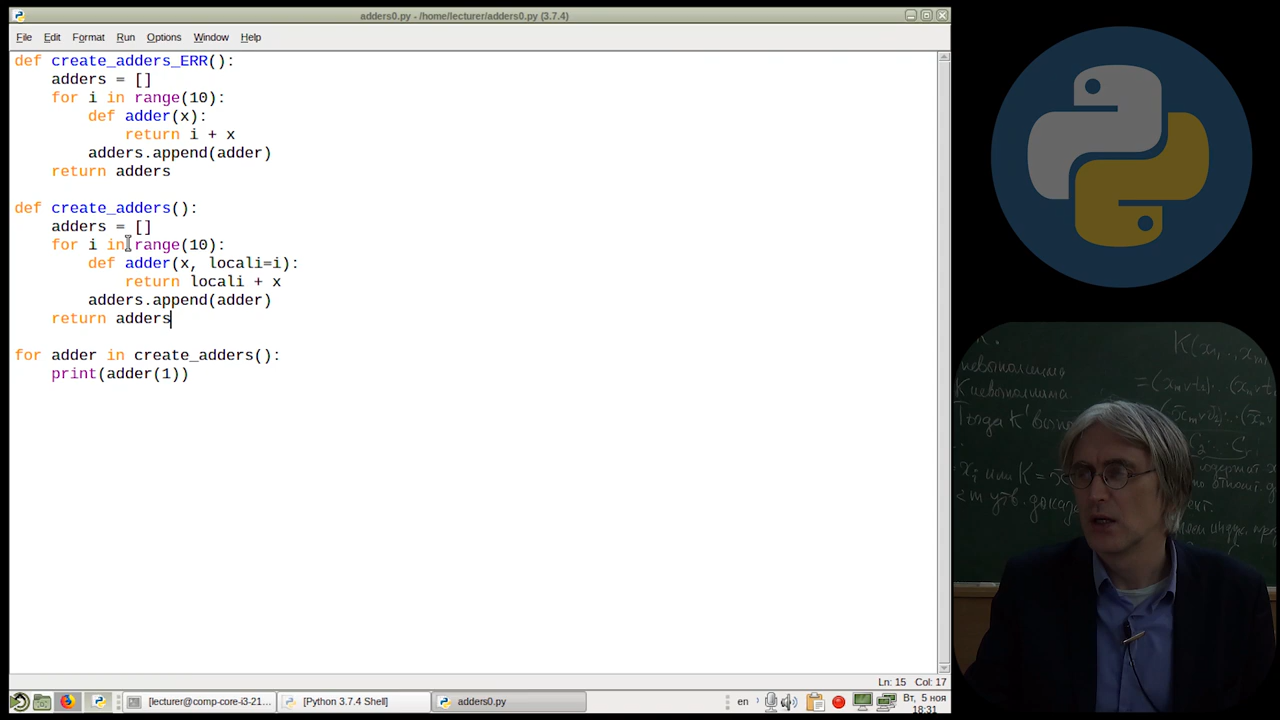 adders0.py - /home/lecturer/adders0.py (3.7.4)
File Edit Format Run Options Window Help
def create_adders_ERR():
    adders = []
    for i in range(10):
        def adder(x):
            return i + x
        adders.append(adder)
    return adders
def create_adders():
    adders = []
    for i in range(10):
        def adder(x, locali=i):
            return locali + x
        adders.append(adder)
    return adders
for adder in create_adders():
    print(adder(1))
Ln: 15 Col: 17
[lecturer@comp-core-i3-21... [Python 3.7.4 Shell] adders0.py en Вт, 5 ноя
18:31
невыполнима
K невыполнима
Тогда K'
или K =